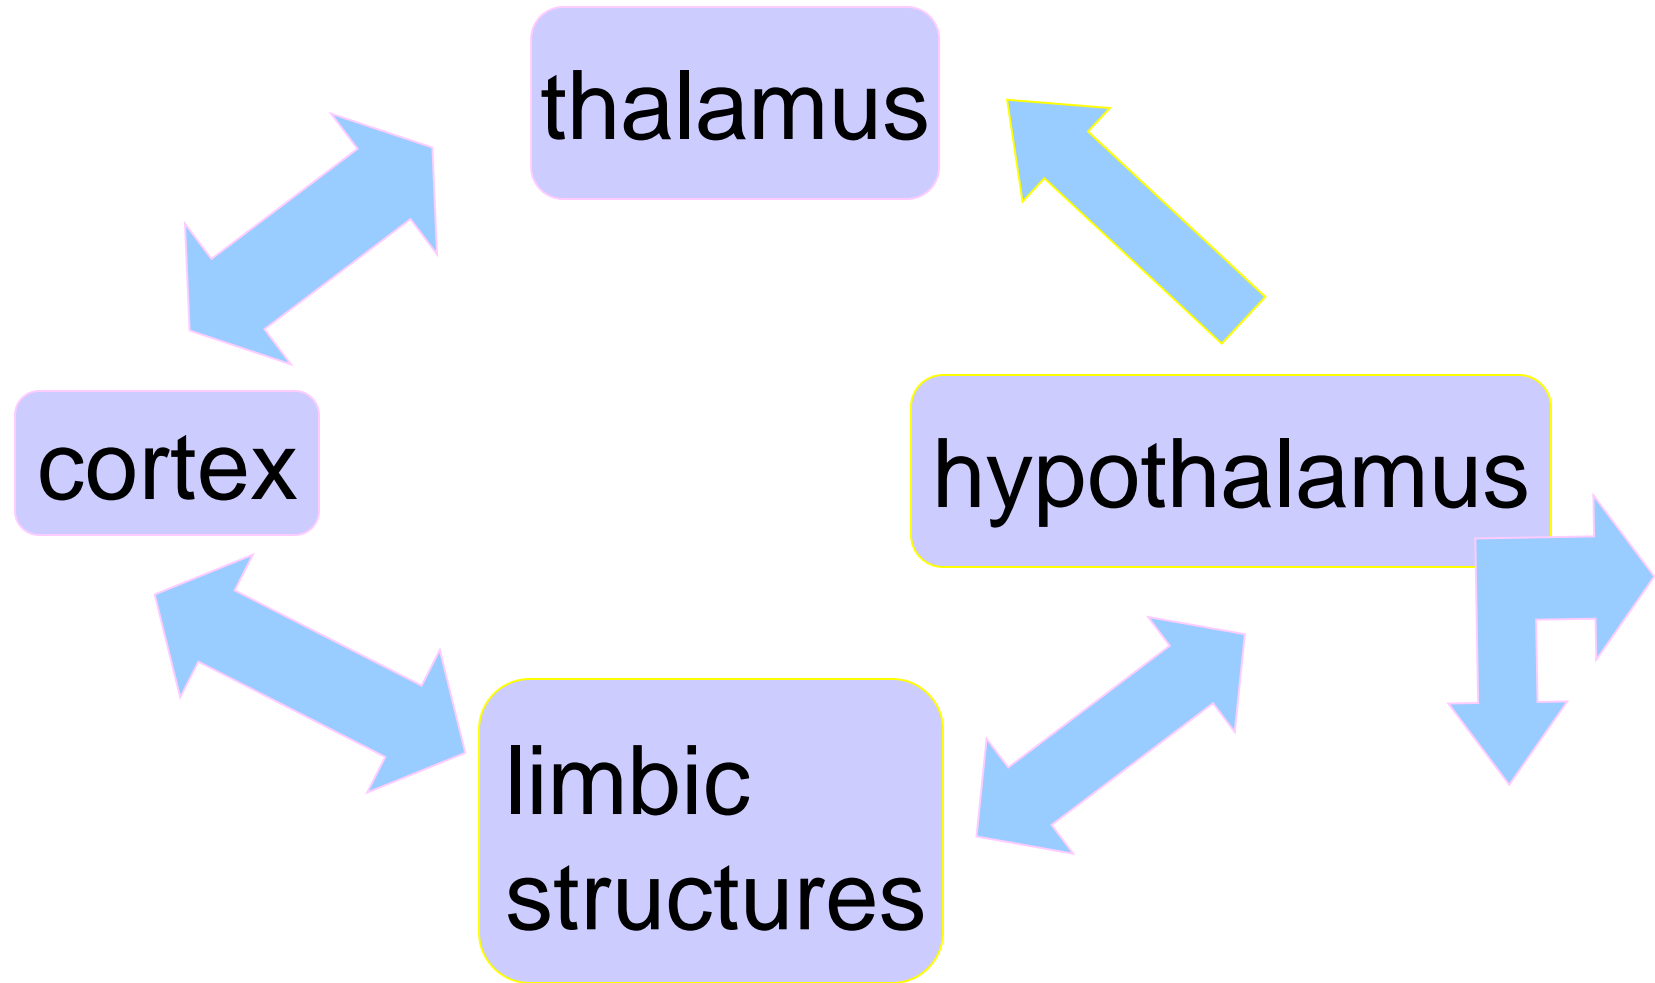 thalamus
cortex
hypothalamus
limbic
structures